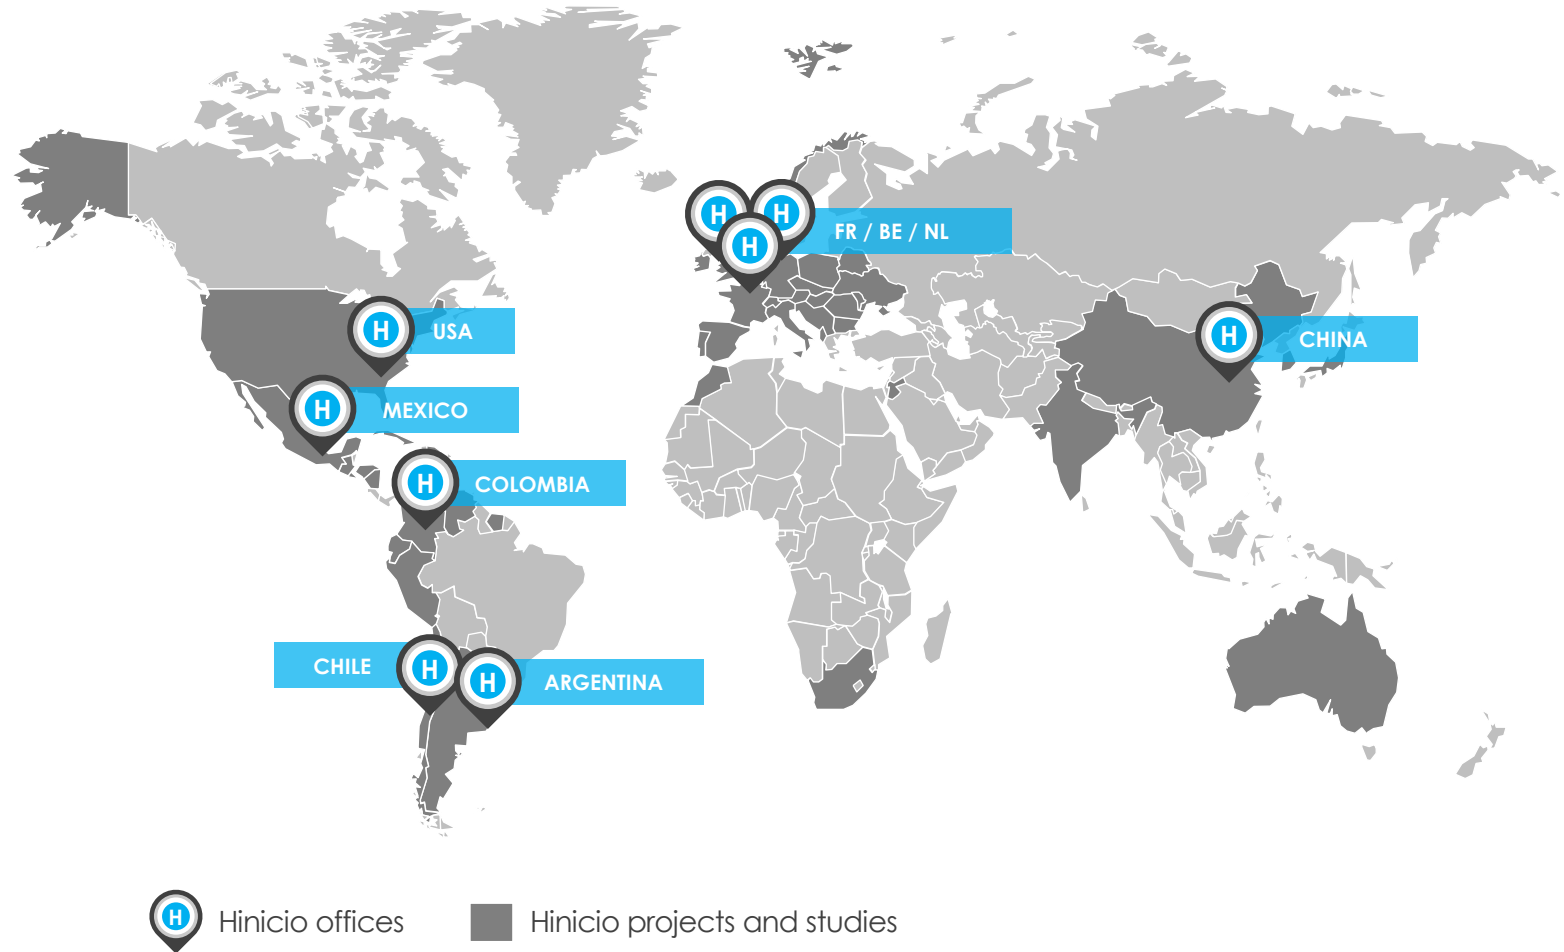 H
H
H
FR / BE / NL
H
USA
H
CHINA
H
MEXICO
H
COLOMBIA
CHILE
H
H
ARGENTINA
H
Hinicio offices
Hinicio projects and studies